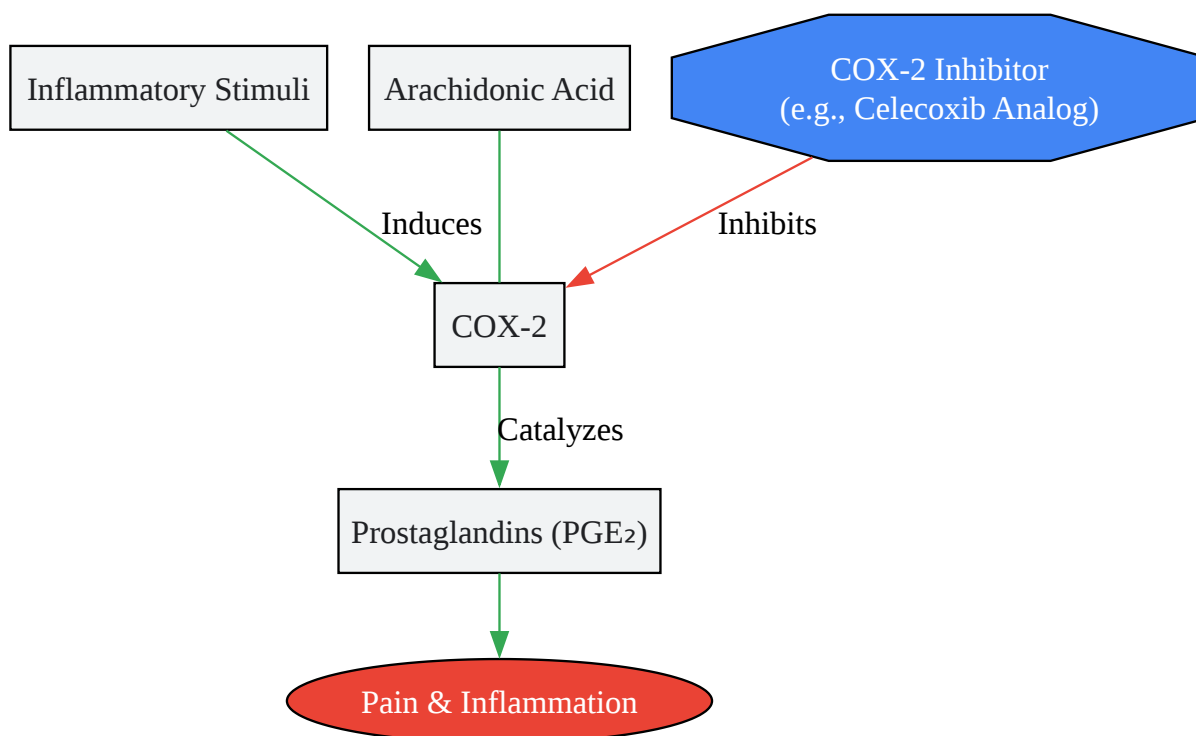 Inflammatory Stimuli
Arachidonic Acid
COX-2 Inhibitor
(e.g., Celecoxib Analog)
Induces
Inhibits
COX-2
Catalyzes
Prostaglandins (PGE₂)
Pain & Inflammation